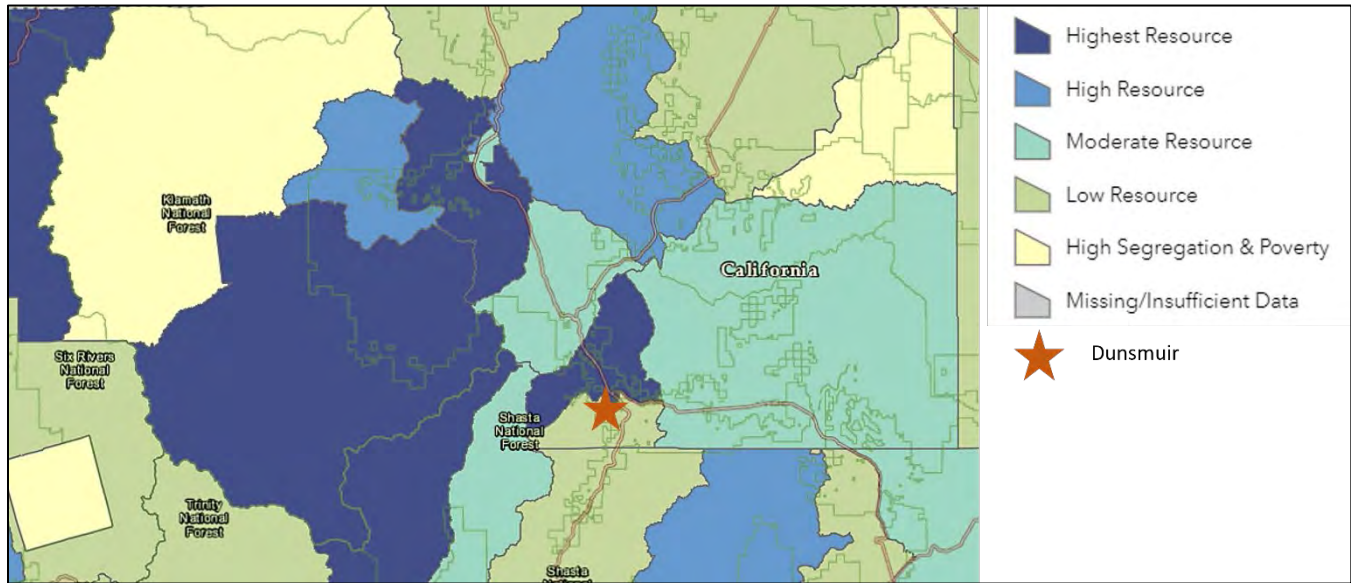 Klamath
National
Forest
Six Rivers
National
Forest
Trinity
National
Forest
Shasta
National
Forest
Shasta
California
Highest Resource
High Resource
Moderate Resource
Low Resource
High Segregation & Poverty
Missing/Insufficient Data
Dunsmuir